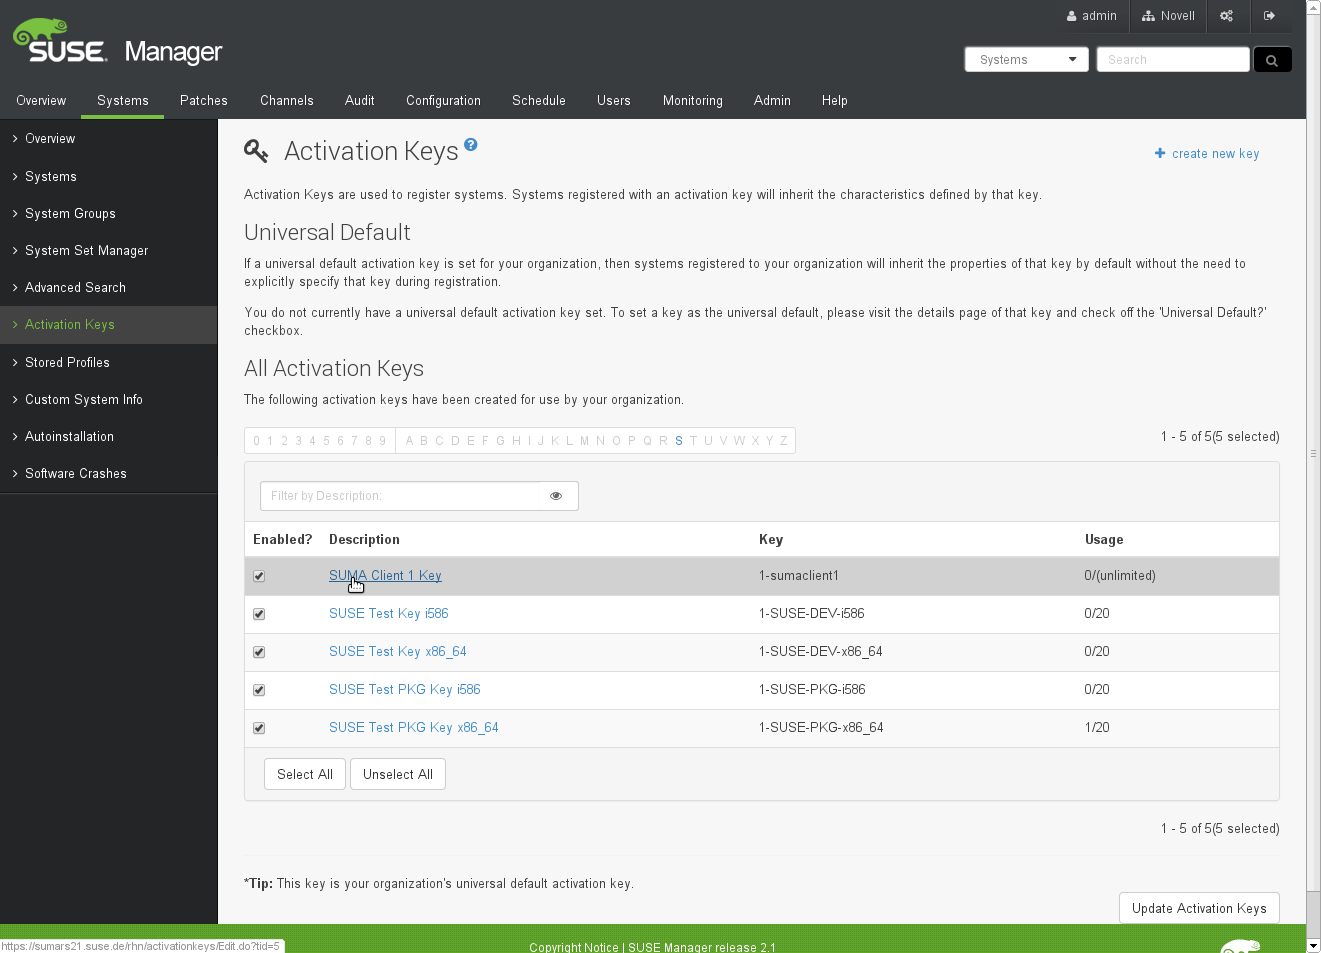 admin
Novell
SUSE Manager
Systems
Search
Overview
Systems
Patches
Channels
Audit
Configuration
Schedule
Users
Monitoring
Admin
Help
Overview
Systems
System Groups
System Set Manager
Advanced Search
Activation Keys
Stored Profiles
Custom System Info
Autoinstallation
Software Crashes
Activation Keys ?
create new key
Activation Keys are used to register systems. Systems registered with an activation key will inherit the characteristics defined by that key.
Universal Default
If a universal default activation key is set for your organization, then systems registered to your organization will inherit the properties of that key by default without the need to
explicitly specify that key during registration.
You do not currently have a universal default activation key set. To set a key as the universal default, please visit the details page of that key and check off the 'Universal Default?'
checkbox.
All Activation Keys
The following activation keys have been created for use by your organization.
0 1 2 3 4 5 6 7 8 9 A B C D E F G H I J K L M N O P Q R S T U V W X Y Z
1 - 5 of 5(5 selected)
Filter by Description:
Enabled? Description Key Usage
SUMA Client 1 Key 1-sumaclient1 0/(unlimited)
SUSE Test Key i586 1-SUSE-DEV-i586 0/20
SUSE Test Key x86_64 1-SUSE-DEV-x86_64 0/20
SUSE Test PKG Key i586 1-SUSE-PKG-i586 0/20
SUSE Test PKG Key x86_64 1-SUSE-PKG-x86_64 1/20
Select All
Unselect All
1 - 5 of 5(5 selected)
*Tip: This key is your organization's universal default activation key.
Update Activation Keys
https://sumars21.suse.de/rhn/activationkeys/Edit.do?tid=5
Copyright Notice | SUSE Manager release 2.1